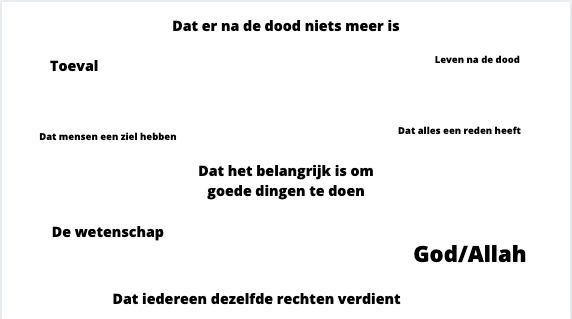 Dat er na de dood niets meer is
Toeval
Leven na de dood
Dat mensen een ziel hebben
Dat alles een reden heeft
Dat het belangrijk is om
goede dingen te doen
De wetenschap
God/Allah
Dat iedereen dezelfde rechten verdient